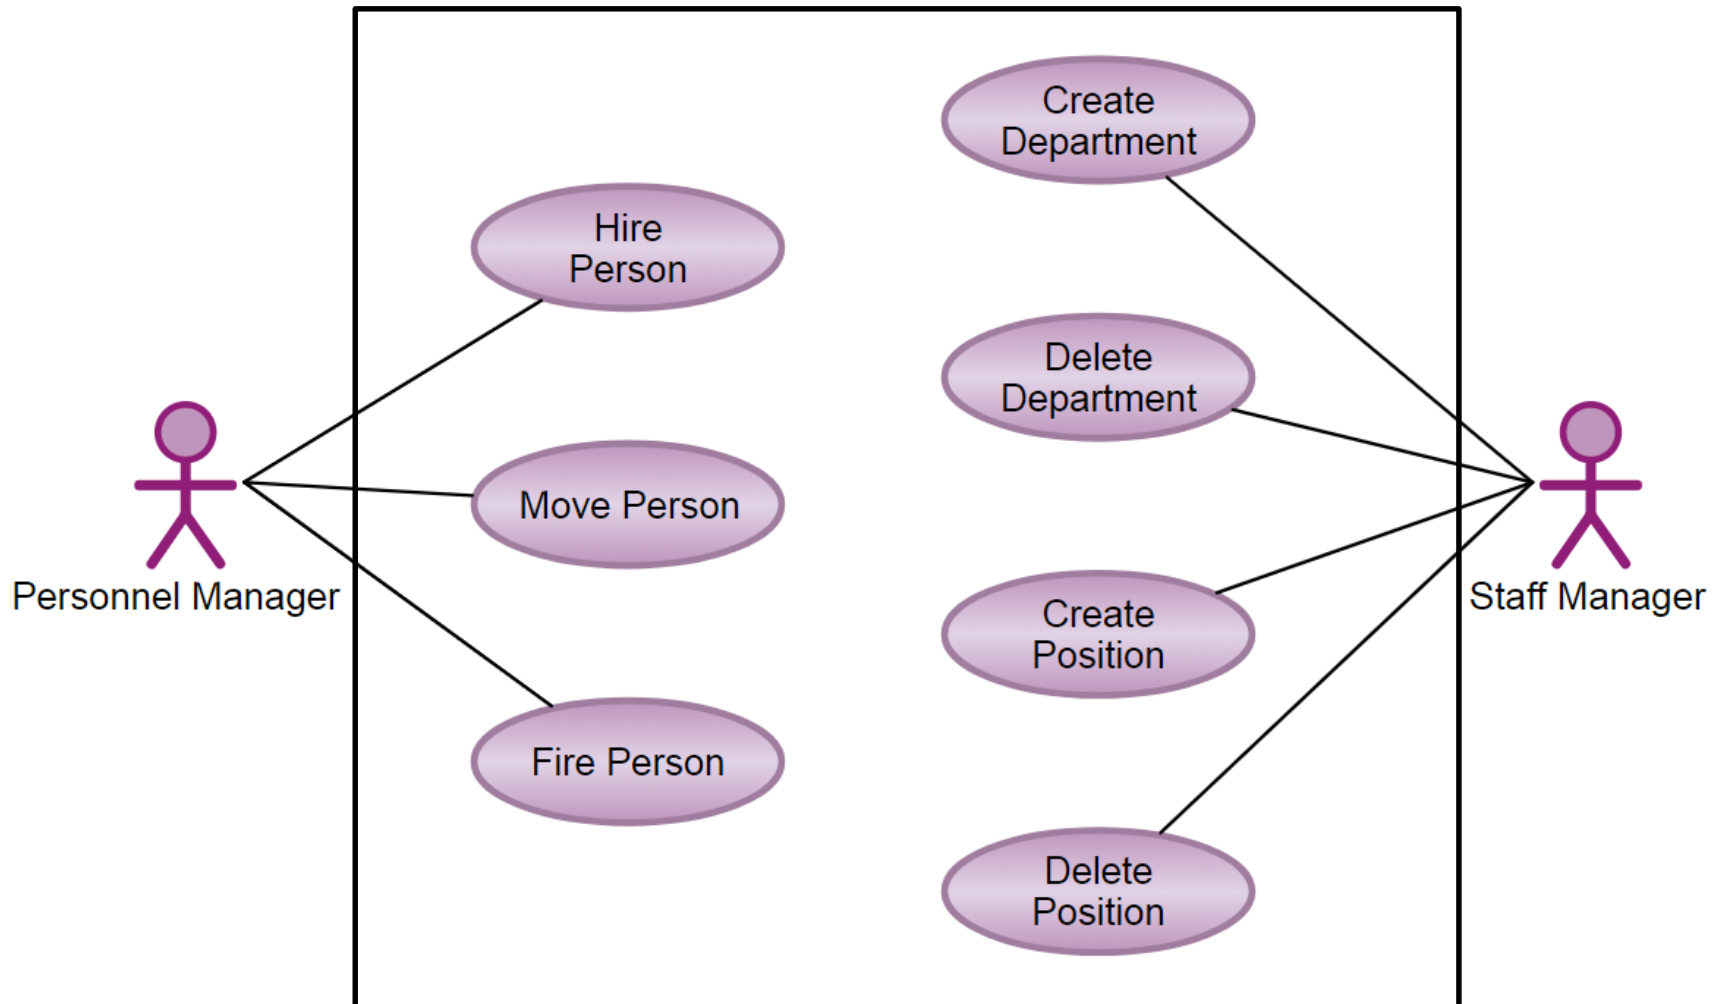 Create
Department
Hire
Person
Delete
Department
Move Person
Personnel Manager
Staff Manager
Create
Position
Fire Person
Delete
Position